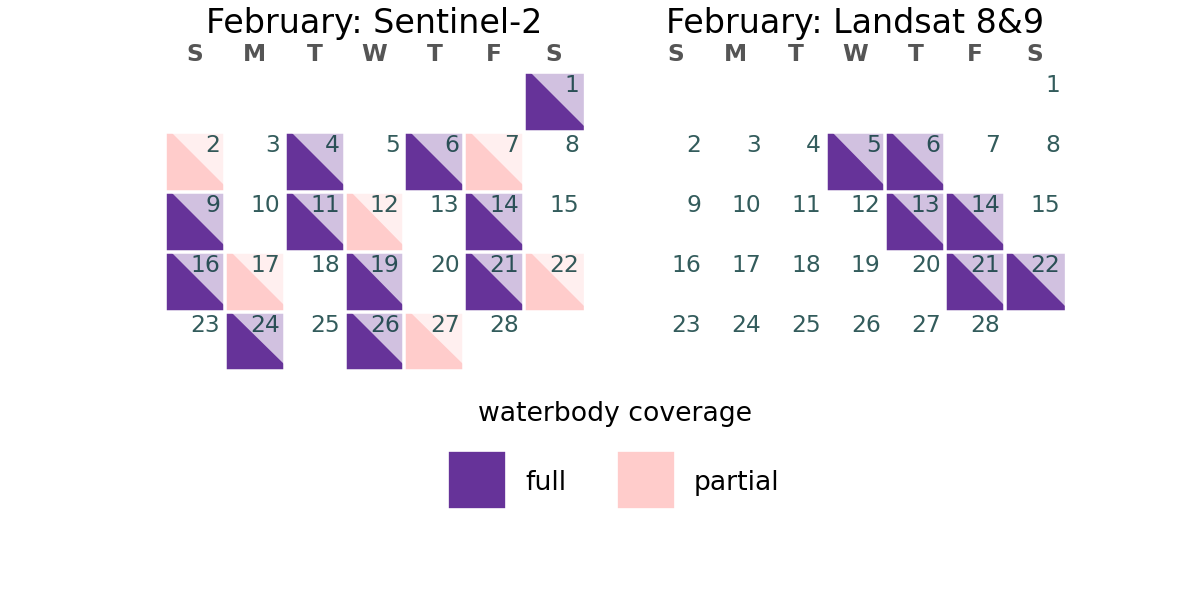 February: Sentinel-2
S M T W T F S
1
2 3 4 5 6 7 8
9 10 11 12 13 14 15
16 17 18 19 20 21 22
23 24 25 26 27 28
February: Landsat 8&9
S M T W T F S
1
2 3 4 5 6 7 8
9 10 11 12 13 14 15
16 17 18 19 20 21 22
23 24 25 26 27 28
waterbody coverage
full
partial